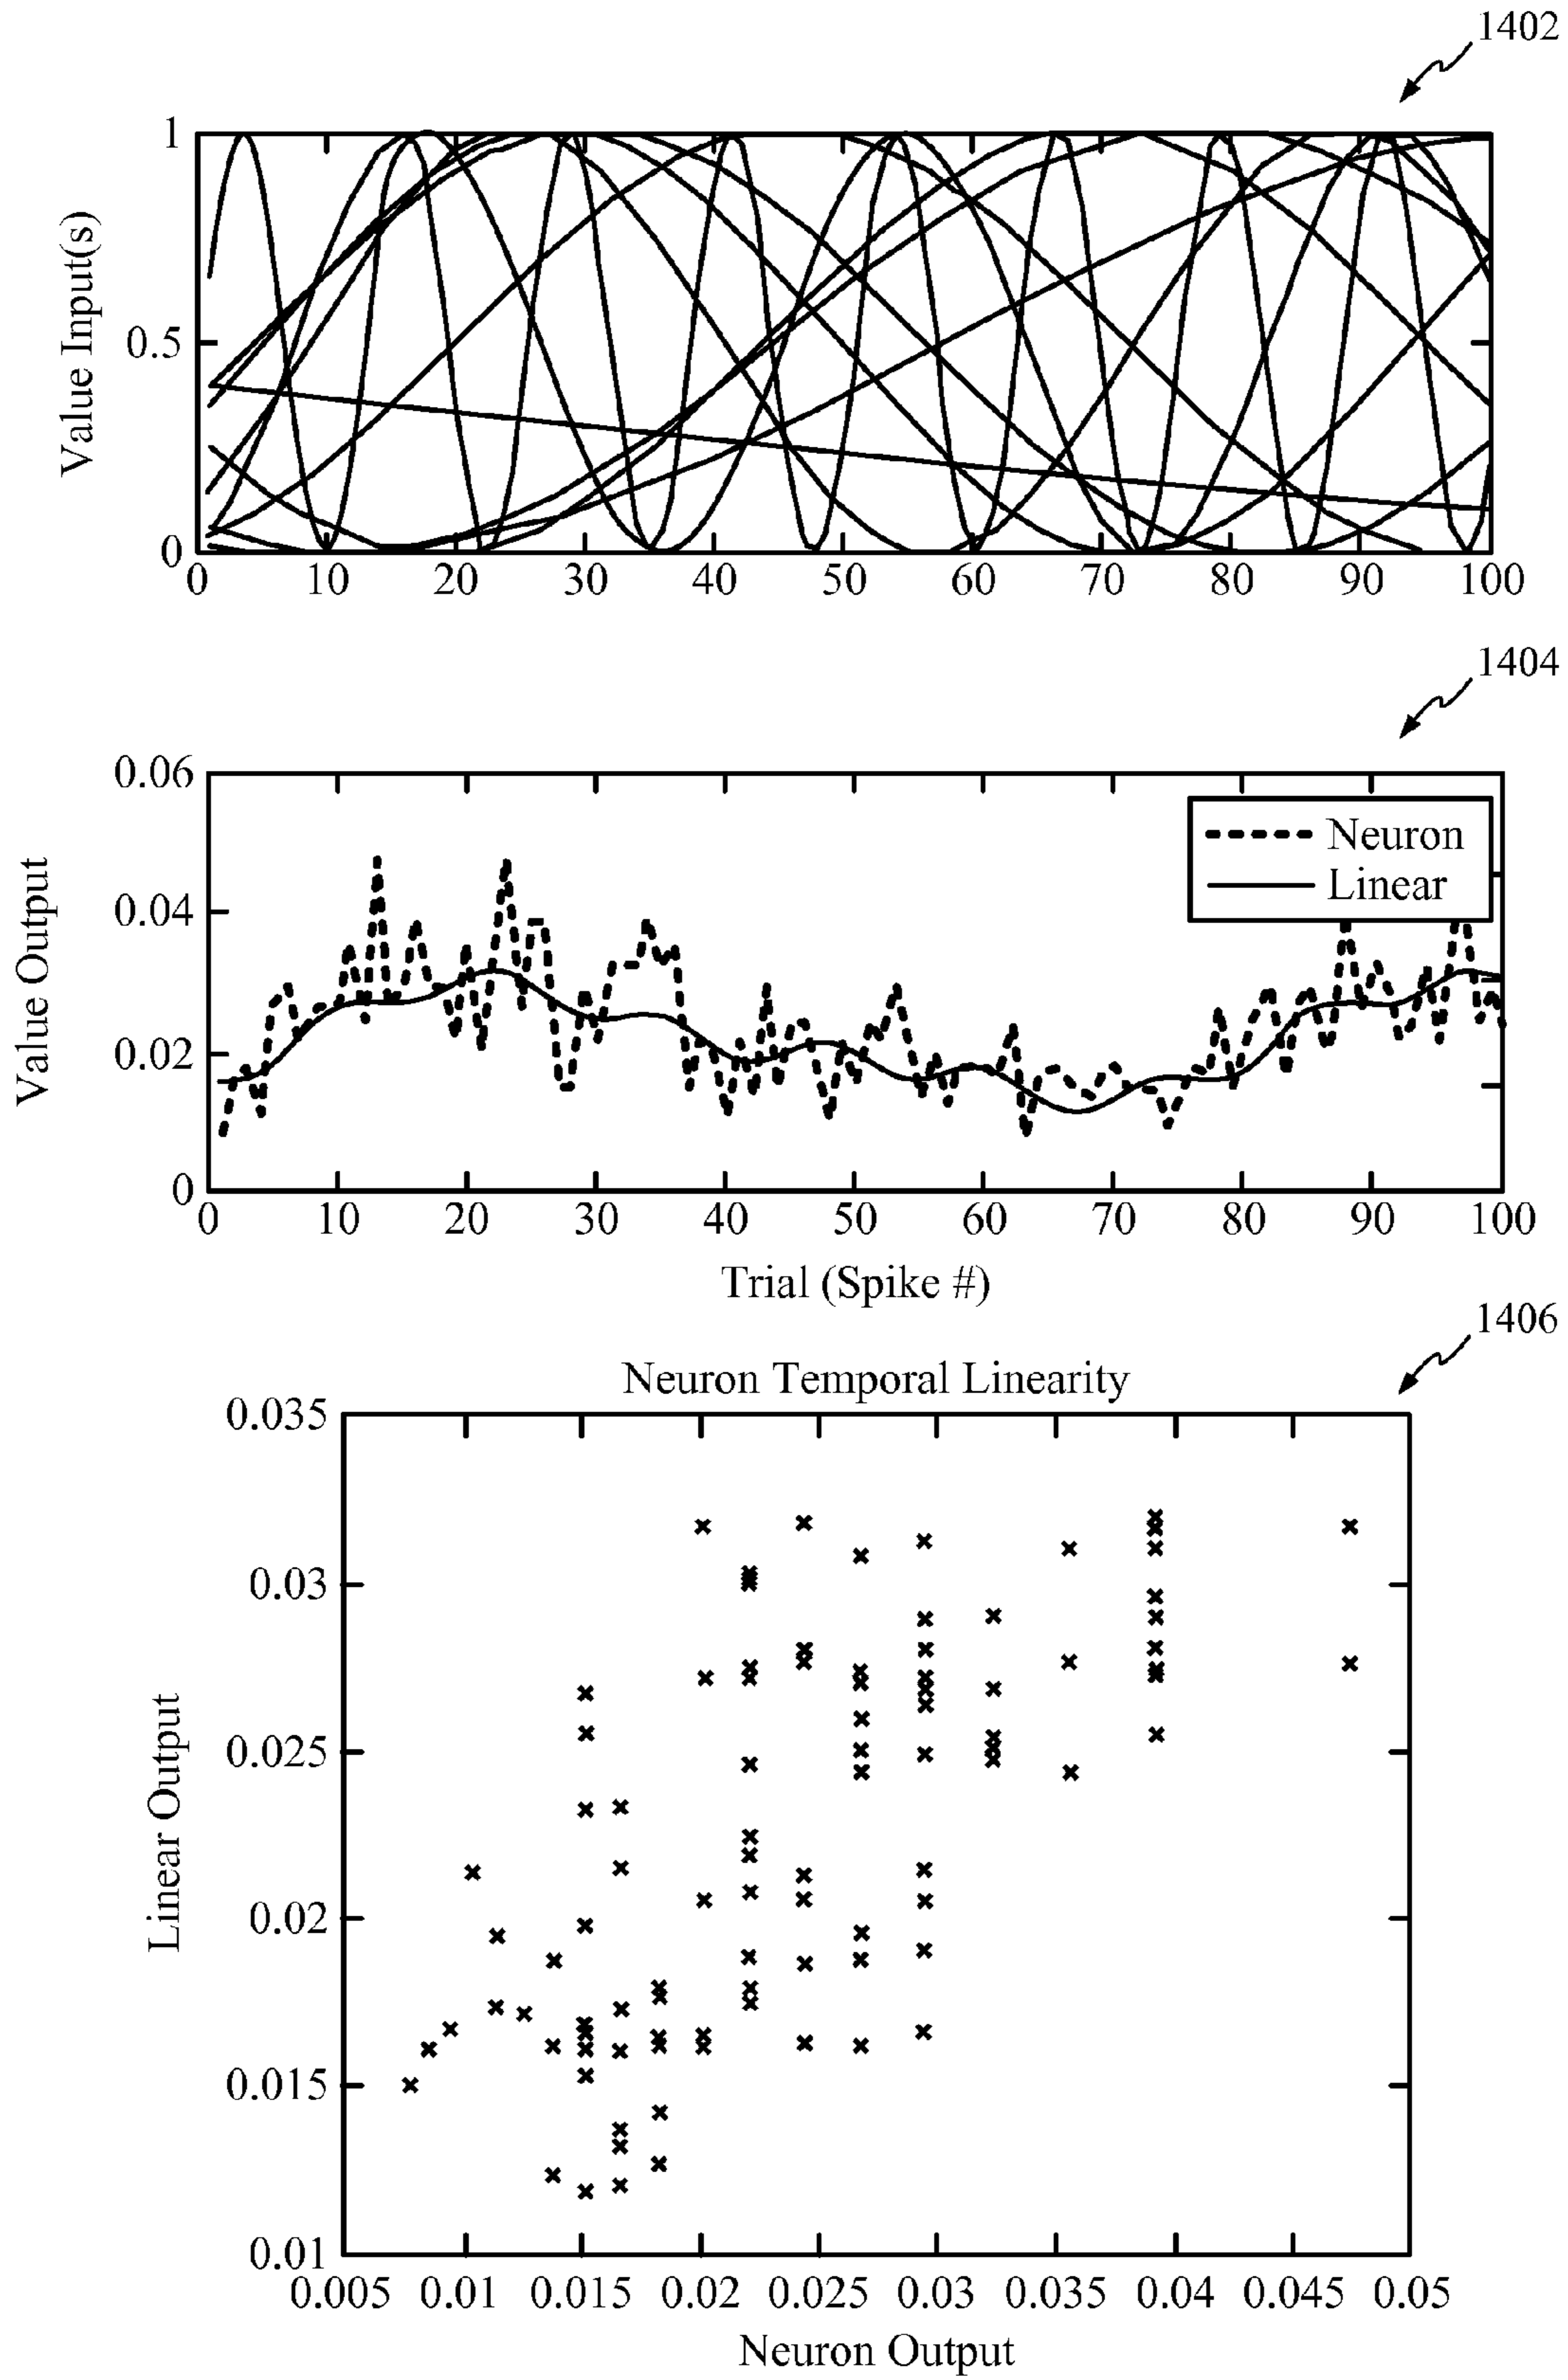 1402
1
0.5
0
Value Input(s)
0 10 20 30 40 50 60 70 80 90 100
1404
0.06
0.04
0.02
0
Value Output
Neuron
Linear
0 10 20 30 40 50 60 70 80 90 100
Trial (Spike #)
1406
Neuron Temporal Linearity
0.035
0.03
0.025
0.02
0.015
0.01
Linear Output
0.005 0.01 0.015 0.02 0.025 0.03 0.035 0.04 0.045 0.05
Neuron Output